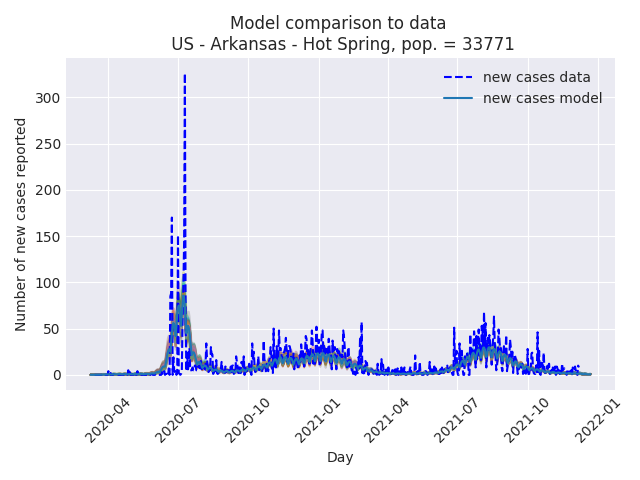 Model comparison to data
US - Arkansas - Hot Spring, pop. = 33771
new cases data
new cases model
Number of new cases reported
300
250
200
150
100
50
0
2020-04
2020-07
2020-10
2021-01
2021-04
2021-07
2021-10
2022-01
Day